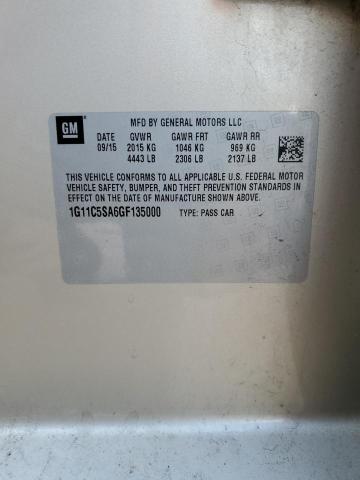 MFD BY GENERAL MOTORS LLC
GM
DATE GVWR GAWR FRT GAWR RR
09/15 2015 KG 1046 KG 969 KG
4443 LB 2306 LB 2137 LB
THIS VEHICLE CONFORMS TO ALL APPLICABLE U.S. FEDERAL MOTOR
VEHICLE SAFETY, BUMPER, AND THEFT PREVENTION STANDARDS IN
EFFECT ON THE DATE OF MANUFACTURE SHOWN ABOVE.
1G11C5SA6GF135000 TYPE: PASS CAR